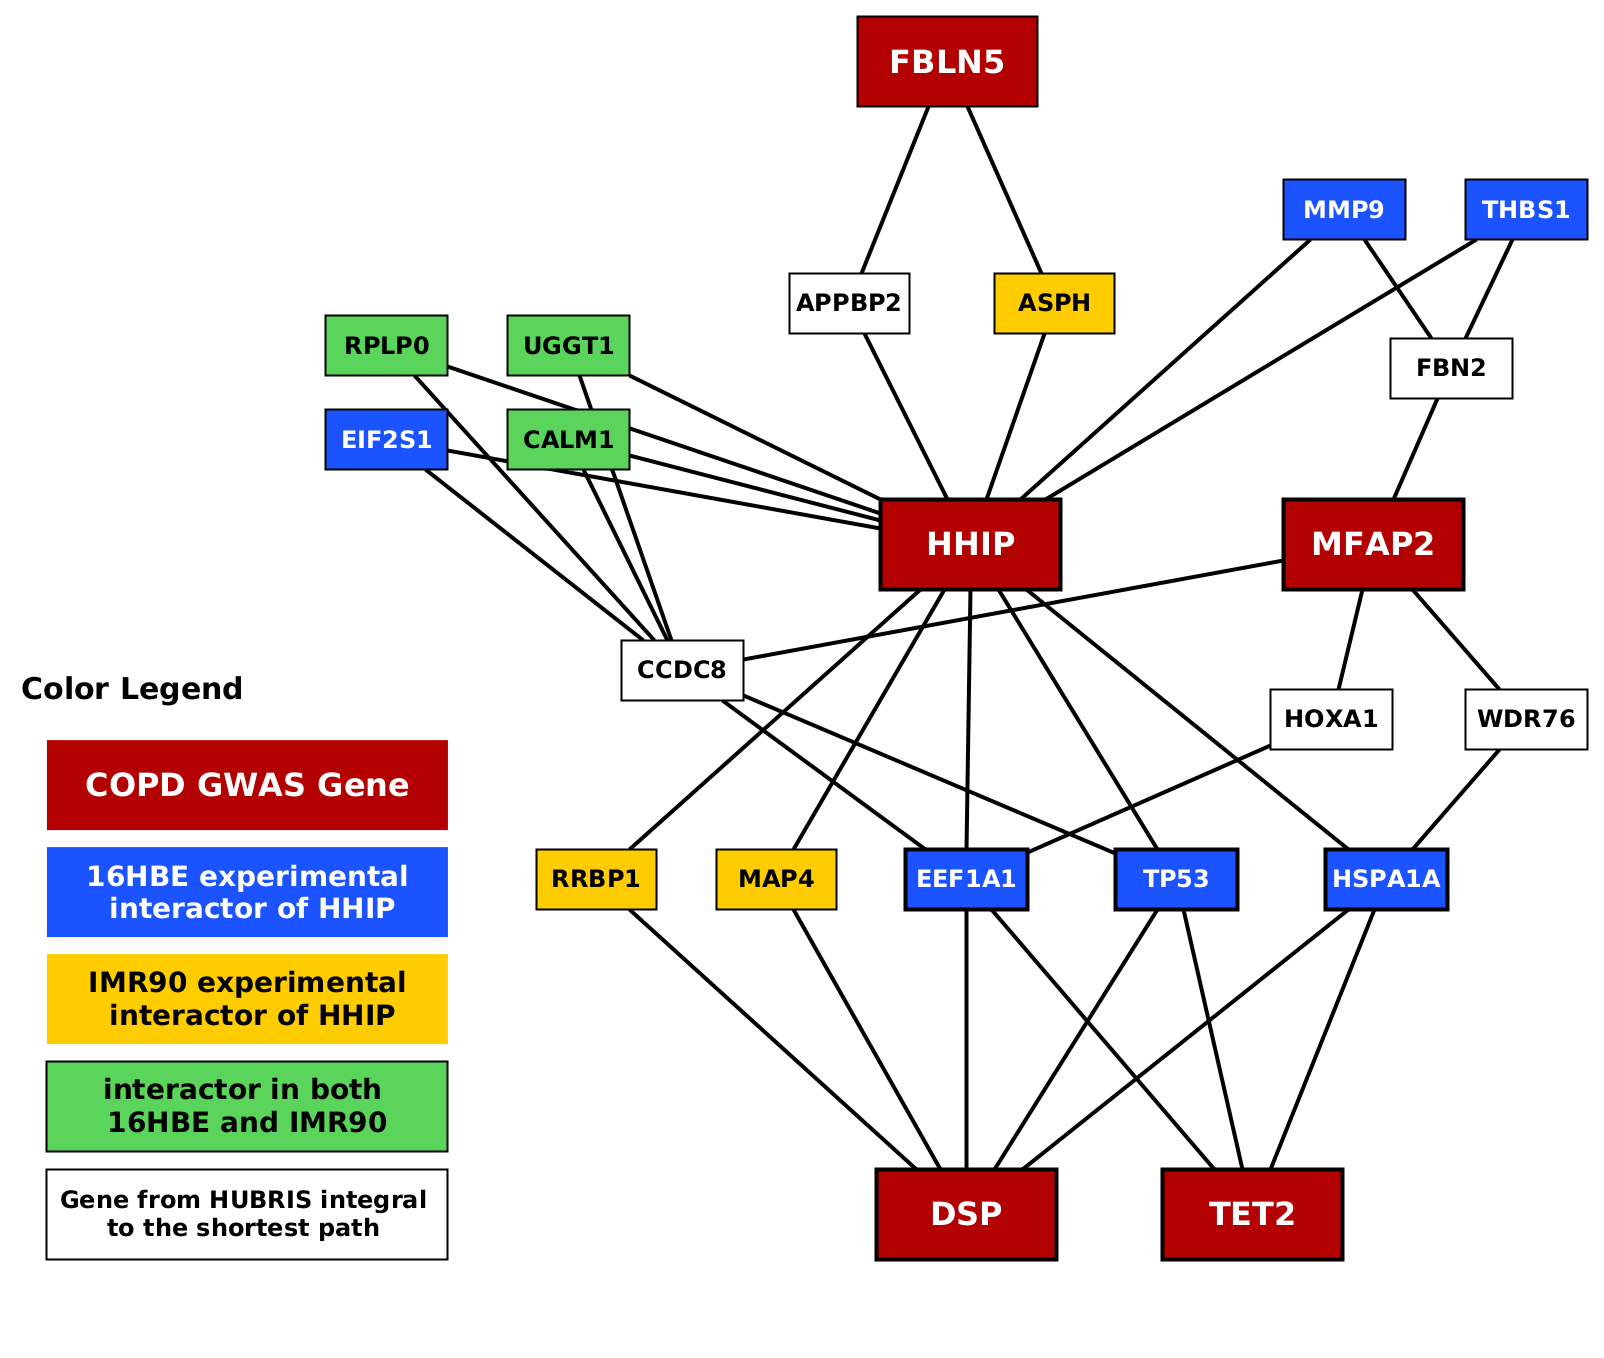 FBLN5
MMP9
THBS1
APPBP2
ASPH
RPLP0
UGGT1
FBN2
EIF2S1
CALM1
HHIP
MFAP2
CCDC8
Color Legend
HOXA1
WDR76
COPD GWAS Gene
16HBE experimental
interactor of HHIP
RRBP1
MAP4
EEF1A1
TP53
HSPA1A
IMR90 experimental
interactor of HHIP
interactor in both
16HBE and IMR90
Gene from HUBRIS integral
to the shortest path
DSP
TET2